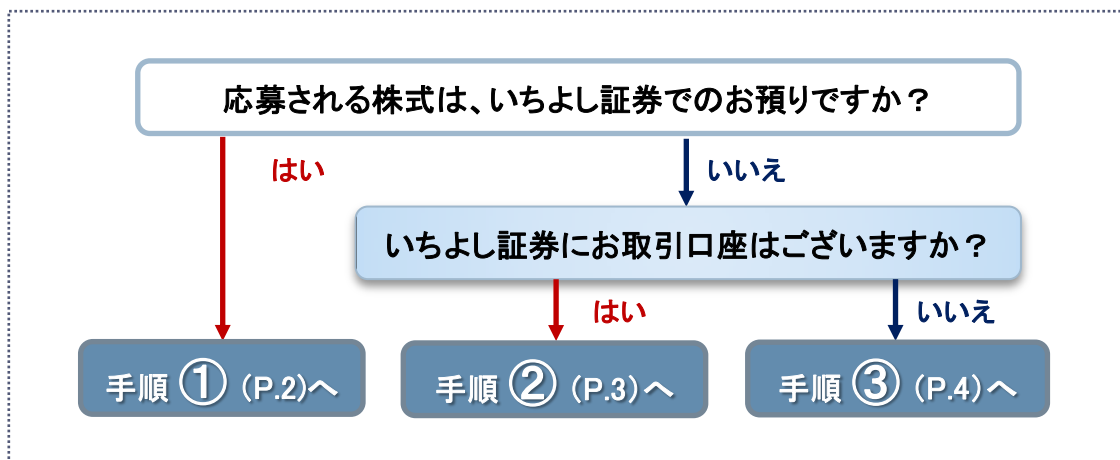 応募される株式は、いちよし証券でのお預りですか？
はい
いいえ
いちよし証券にお取引口座はございますか？
はい
いいえ
手順 ① （P.2）へ
手順 ② （P.3）へ
手順 ③ （P.4）へ